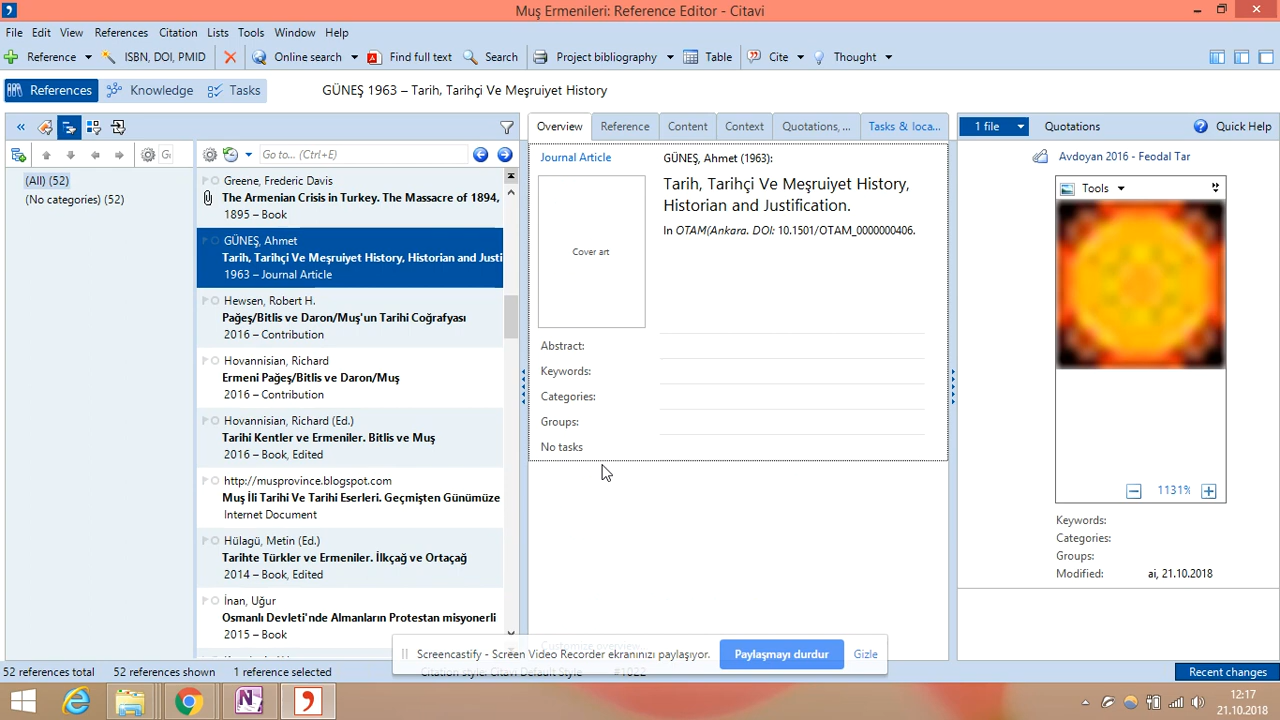 Muş Ermenileri: Reference Editor - Citavi
File Edit View References Citation Lists Tools Window Help
Reference ISBN, DOI, PMID Online search Find full text Search Project bibliography Table Cite Thought
References Knowledge Tasks GÜNEŞ 1963 – Tarih, Tarihçi Ve Meşruiyet History
Go... (Ctrl+E)
(All) (52)
(No categories) (52)
Greene, Frederic Davis
The Armenian Crisis in Turkey. The Massacre of 1894,
1895 – Book
GÜNEŞ, Ahmet
Tarih, Tarihçi Ve Meşruiyet History, Historian and Justi
1963 – Journal Article
Hewsen, Robert H.
Pağeş/Bitlis ve Daron/Muş'un Tarihi Coğrafyası
2016 – Contribution
Hovannisian, Richard
Ermeni Pağeş/Bitlis ve Daron/Muş
2016 – Contribution
Hovannisian, Richard (Ed.)
Tarihi Kentler ve Ermeniler. Bitlis ve Muş
2016 – Book, Edited
http://musprovince.blogspot.com
Muş İli Tarihi Ve Tarihi Eserleri. Geçmişten Günümüze
Internet Document
Hülagü, Metin (Ed.)
Tarihte Türkler ve Ermeniler. İlkçağ ve Ortaçağ
2014 – Book, Edited
İnan, Uğur
Osmanlı Devleti'nde Almanların Protestan misyonerli
2015 – Book
Overview Reference Content Context Quotations, ... Tasks & loca...
Journal Article
Cover art
GÜNEŞ, Ahmet (1963):
Tarih, Tarihçi Ve Meşruiyet History,
Historian and Justification.
In OTAM(Ankara. DOI: 10.1501/OTAM_0000000406.
Abstract:
Keywords:
Categories:
Groups:
No tasks
1 file Quotations Quick Help
Avdoyan 2016 - Feodal Tar
Tools
1131%
Keywords:
Categories:
Groups:
Modified: ai, 21.10.2018
Screencastify - Screen Video Recorder ekranınızı paylaşıyor. Paylaşmayı durdur Gizle
52 references total 52 references shown 1 reference selected Citation style: Citavi Default Style #1022 Recent changes
12:17
21.10.2018